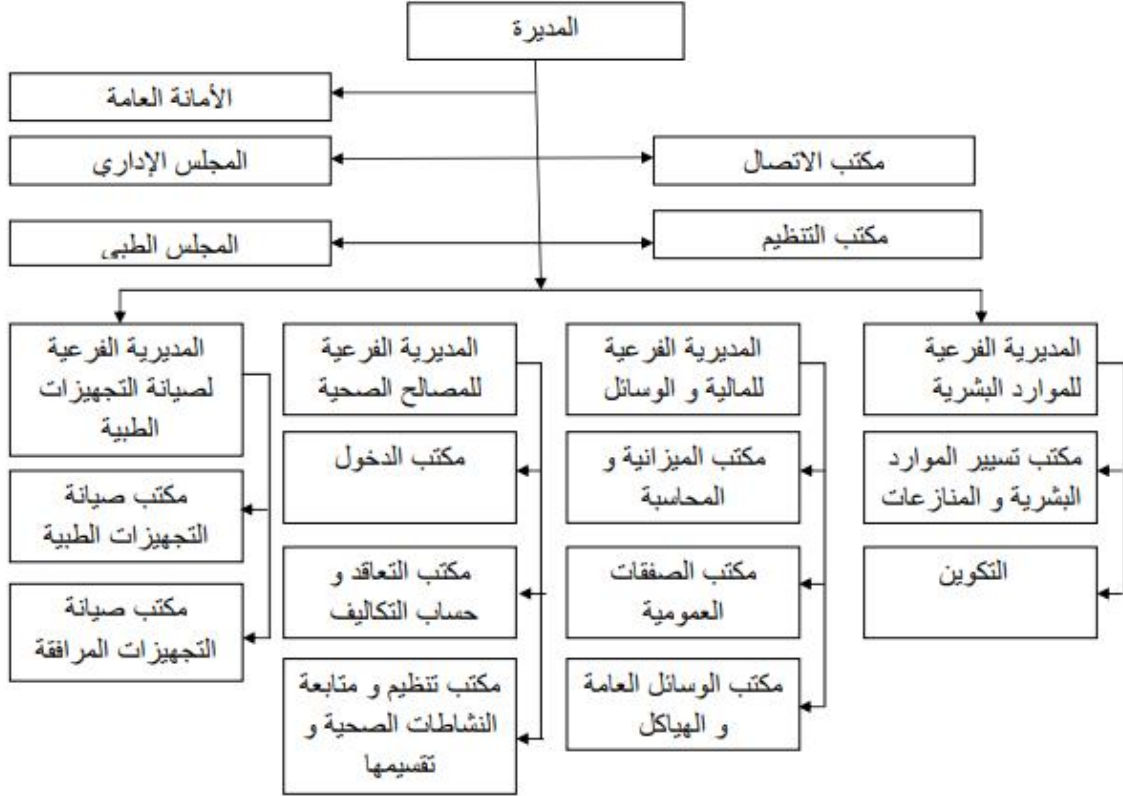 المديرة
الأمانة العامة
مكتب الاتصال
المجلس الإداري
مكتب التنظيم
المجلس الطبي
المديرية الفرعية
للموارد البشرية
المديرية الفرعية
للمالية و الوسائل
المديرية الفرعية
للمصالح الصحية
المديرية الفرعية
لصيانة التجهيزات
الطبية
مكتب تسيير الموارد
البشرية و المنازعات
مكتب الميزانية و
المحاسبة
مكتب الدخول
مكتب صيانة
التجهيزات الطبية
التكوين
مكتب الصفقات
العمومية
مكتب التعاقد و
حساب التكاليف
مكتب صيانة
التجهيزات المرافقة
مكتب الوسائل العامة
و الهياكل
مكتب تنظيم و متابعة
النشاطات الصحية و
تقسيمها